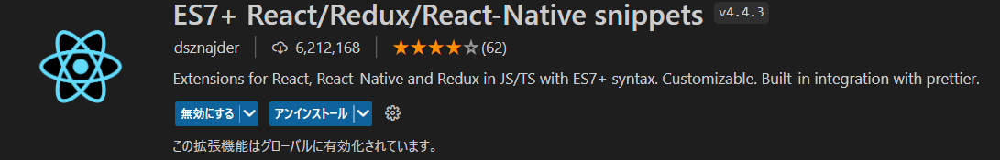 ES7+ React/Redux/React-Native snippets v4.4.3
dsznajder 6,212,168 (62)
Extensions for React, React-Native and Redux in JS/TS with ES7+ syntax. Customizable. Built-in integration with prettier.
無効にする アンインストール
この拡張機能はグローバルに有効化されています。